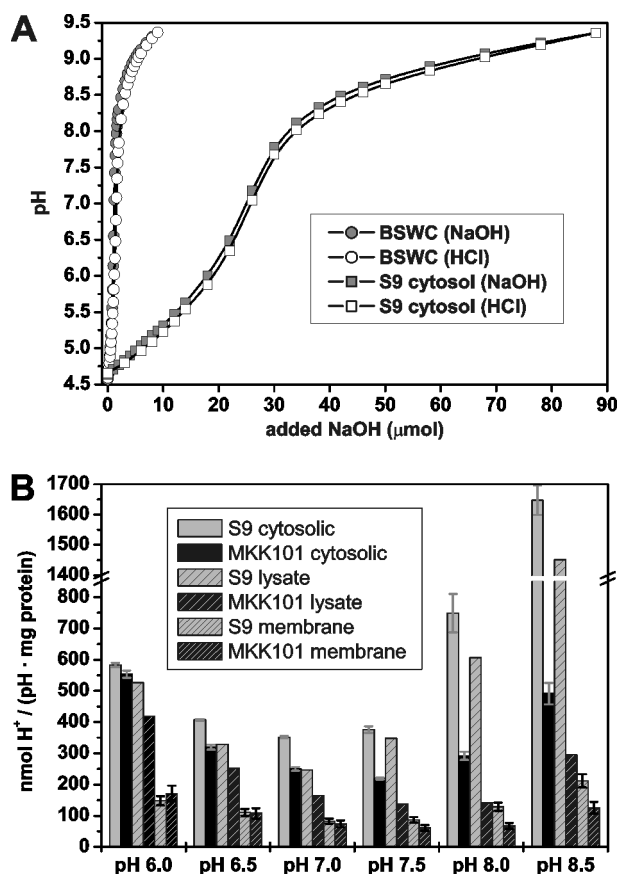 A
9.5
9.0
8.5
8.0
7.5
7.0
6.5
6.0
5.5
5.0
4.5
pH
BSWC (NaOH)
BSWC (HCl)
S9 cytosol (NaOH)
S9 cytosol (HCl)
0 10 20 30 40 50 60 70 80 90
added NaOH (µmol)
B
1700
1600
1500
1400
800
700
600
500
400
300
200
100
0
nmol H⁺ / (pH · mg protein)
S9 cytosolic
MKK101 cytosolic
S9 lysate
MKK101 lysate
S9 membrane
MKK101 membrane
pH 6.0 pH 6.5 pH 7.0 pH 7.5 pH 8.0 pH 8.5